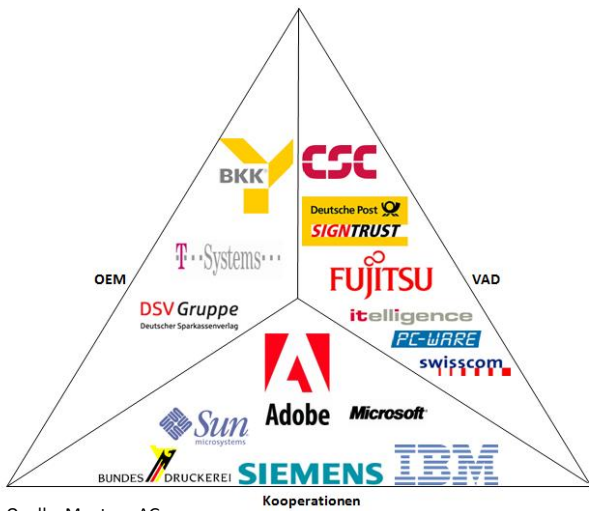 BKK
CSC
Deutsche Post
SIGNTRUST
T · · · Systems · · ·
FUJITSU
OEM
VAD
DSV Gruppe
Deutscher Sparkassenverlag
itelligence
PC-WARE
swisscom
Adobe
Microsoft
Sun
microsystems
BUNDES DRUCKEREI
SIEMENS
IBM
Kooperationen